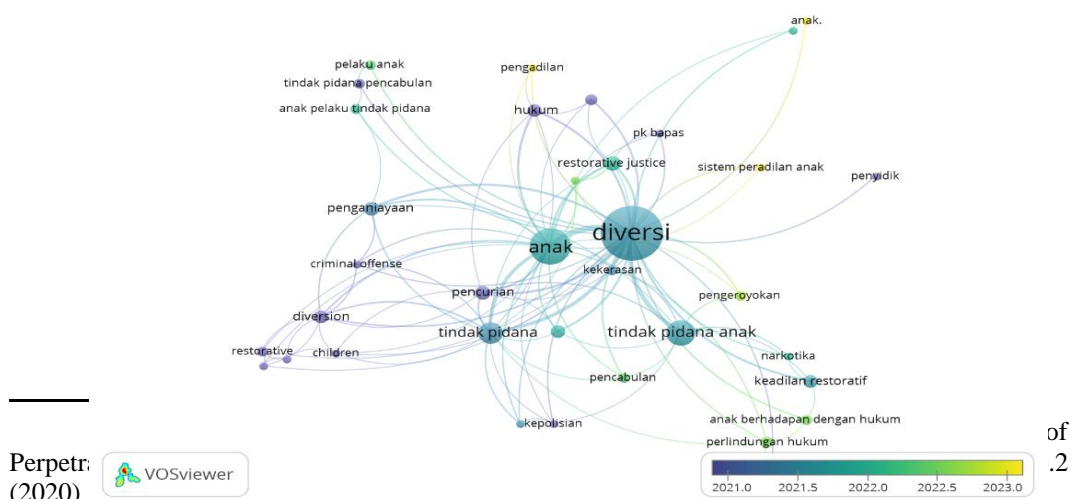 anak.
pelaku anak
pengadilan
tindak pidana pencabulan
anak pelaku tindak pidana
hukum
pk bapas
restorative justice
sistem peradilan anak
penyidik
penganiayaan
diversi
anak
criminal offense
kekerasan
pencurian
pengeroyokan
diversion
tindak pidana
tindak pidana anak
restorative
children
narkotika
pencabulan
keadilan restoratif
anak berhadapan dengan hukum
kepolisian
of
perlindungan hukum
.2
VOSviewer
2021.0 2021.5 2022.0 2022.5 2023.0
(2020)